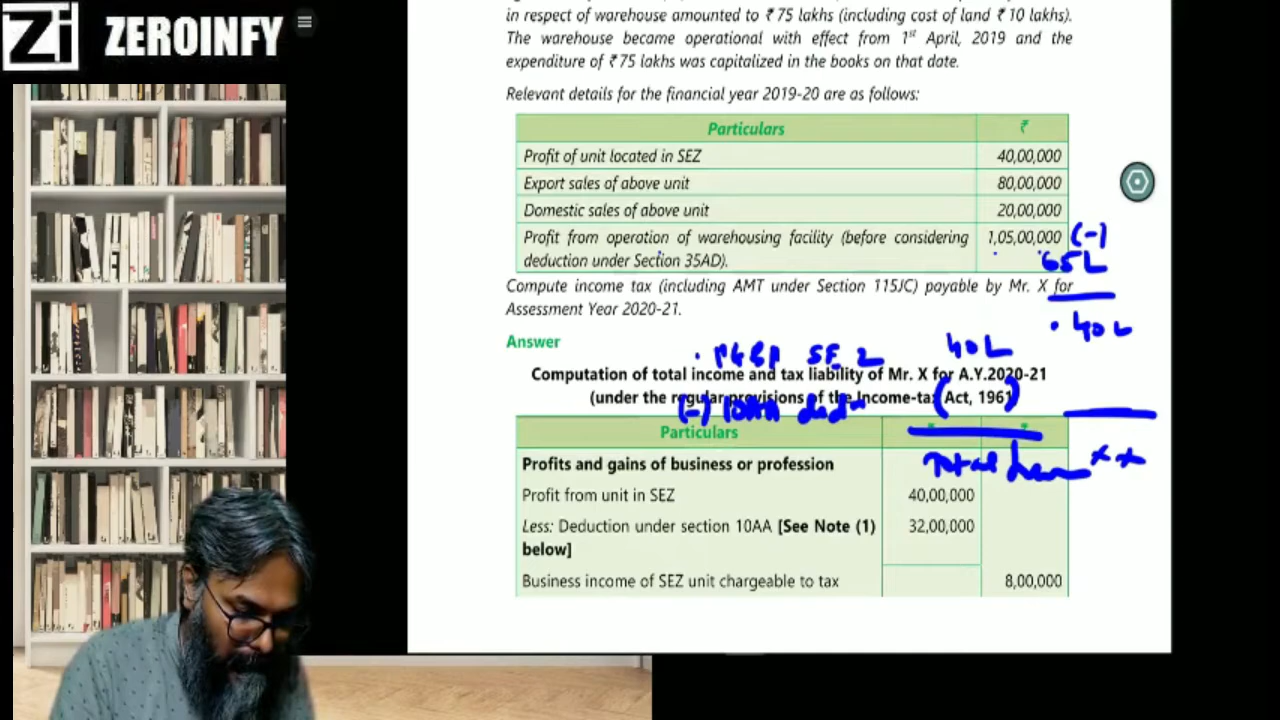 Zi ZEROINFY
in respect of warehouse amounted to ₹ 75 lakhs (including cost of land ₹ 10 lakhs).
The warehouse became operational with effect from 1st April, 2019 and the
expenditure of ₹ 75 lakhs was capitalized in the books on that date.
Relevant details for the financial year 2019-20 are as follows:
Particulars ₹
Profit of unit located in SEZ 40,00,000
Export sales of above unit 80,00,000
Domestic sales of above unit 20,00,000
Profit from operation of warehousing facility (before considering 1,05,00,000 (-)
deduction under Section 35AD). 65L
Compute income tax (including AMT under Section 115JC) payable by Mr. X for
Assessment Year 2020-21.
40L
Answer
PGBP SEZ 40L
Computation of total income and tax liability of Mr. X for A.Y.2020-21
(under the regular provisions of the Income-tax Act, 1961)
(-) 10AA dedn ( )
Particulars ₹ ₹
Profits and gains of business or profession
Total xx
Profit from unit in SEZ 40,00,000
Less: Deduction under section 10AA [See Note (1) 32,00,000
below]
Business income of SEZ unit chargeable to tax 8,00,000